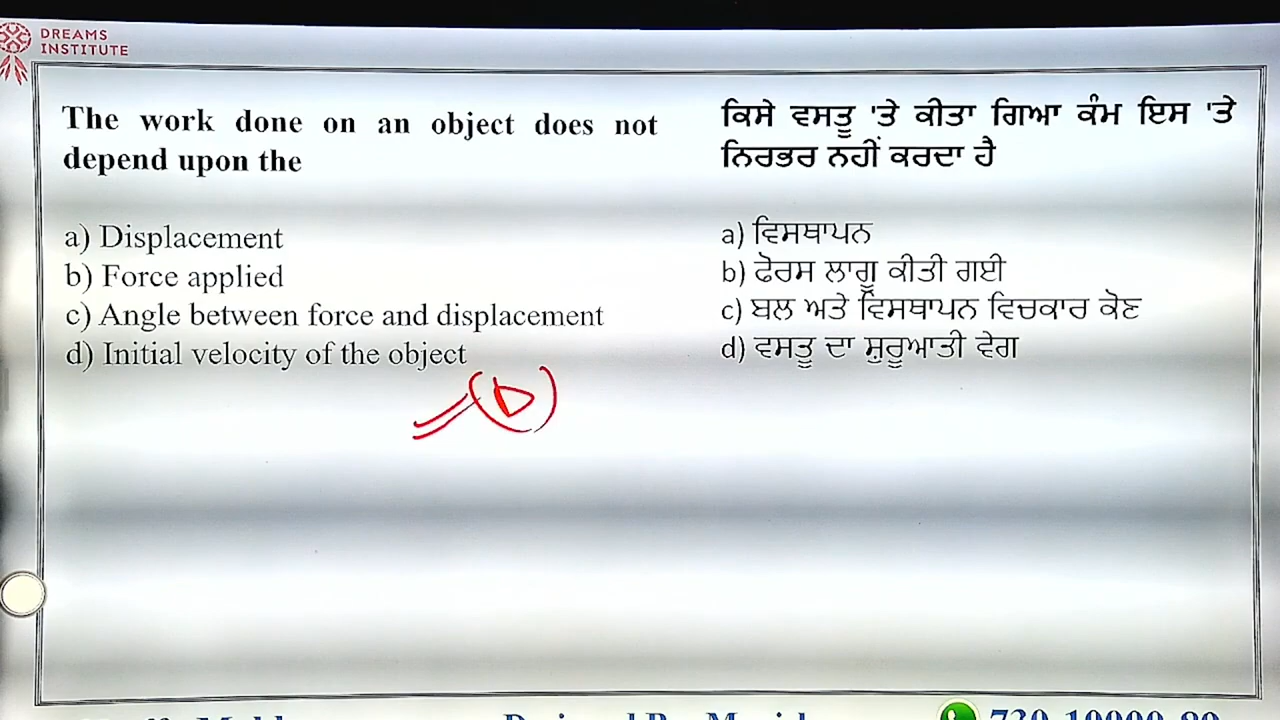 DREAMS
INSTITUTE
The work done on an object does not
depend upon the
a) Displacement
b) Force applied
c) Angle between force and displacement
d) Initial velocity of the object
(D)
ਕਿਸੇ ਵਸਤੂ 'ਤੇ ਕੀਤਾ ਗਿਆ ਕੰਮ ਇਸ 'ਤੇ
ਨਿਰਭਰ ਨਹੀਂ ਕਰਦਾ ਹੈ
a) ਵਿਸਥਾਪਨ
b) ਫੋਰਸ ਲਾਗੂ ਕੀਤੀ ਗਈ
c) ਬਲ ਅਤੇ ਵਿਸਥਾਪਨ ਵਿਚਕਾਰ ਕੋਣ
d) ਵਸਤੂ ਦਾ ਸ਼ੁਰੂਆਤੀ ਵੇਗ